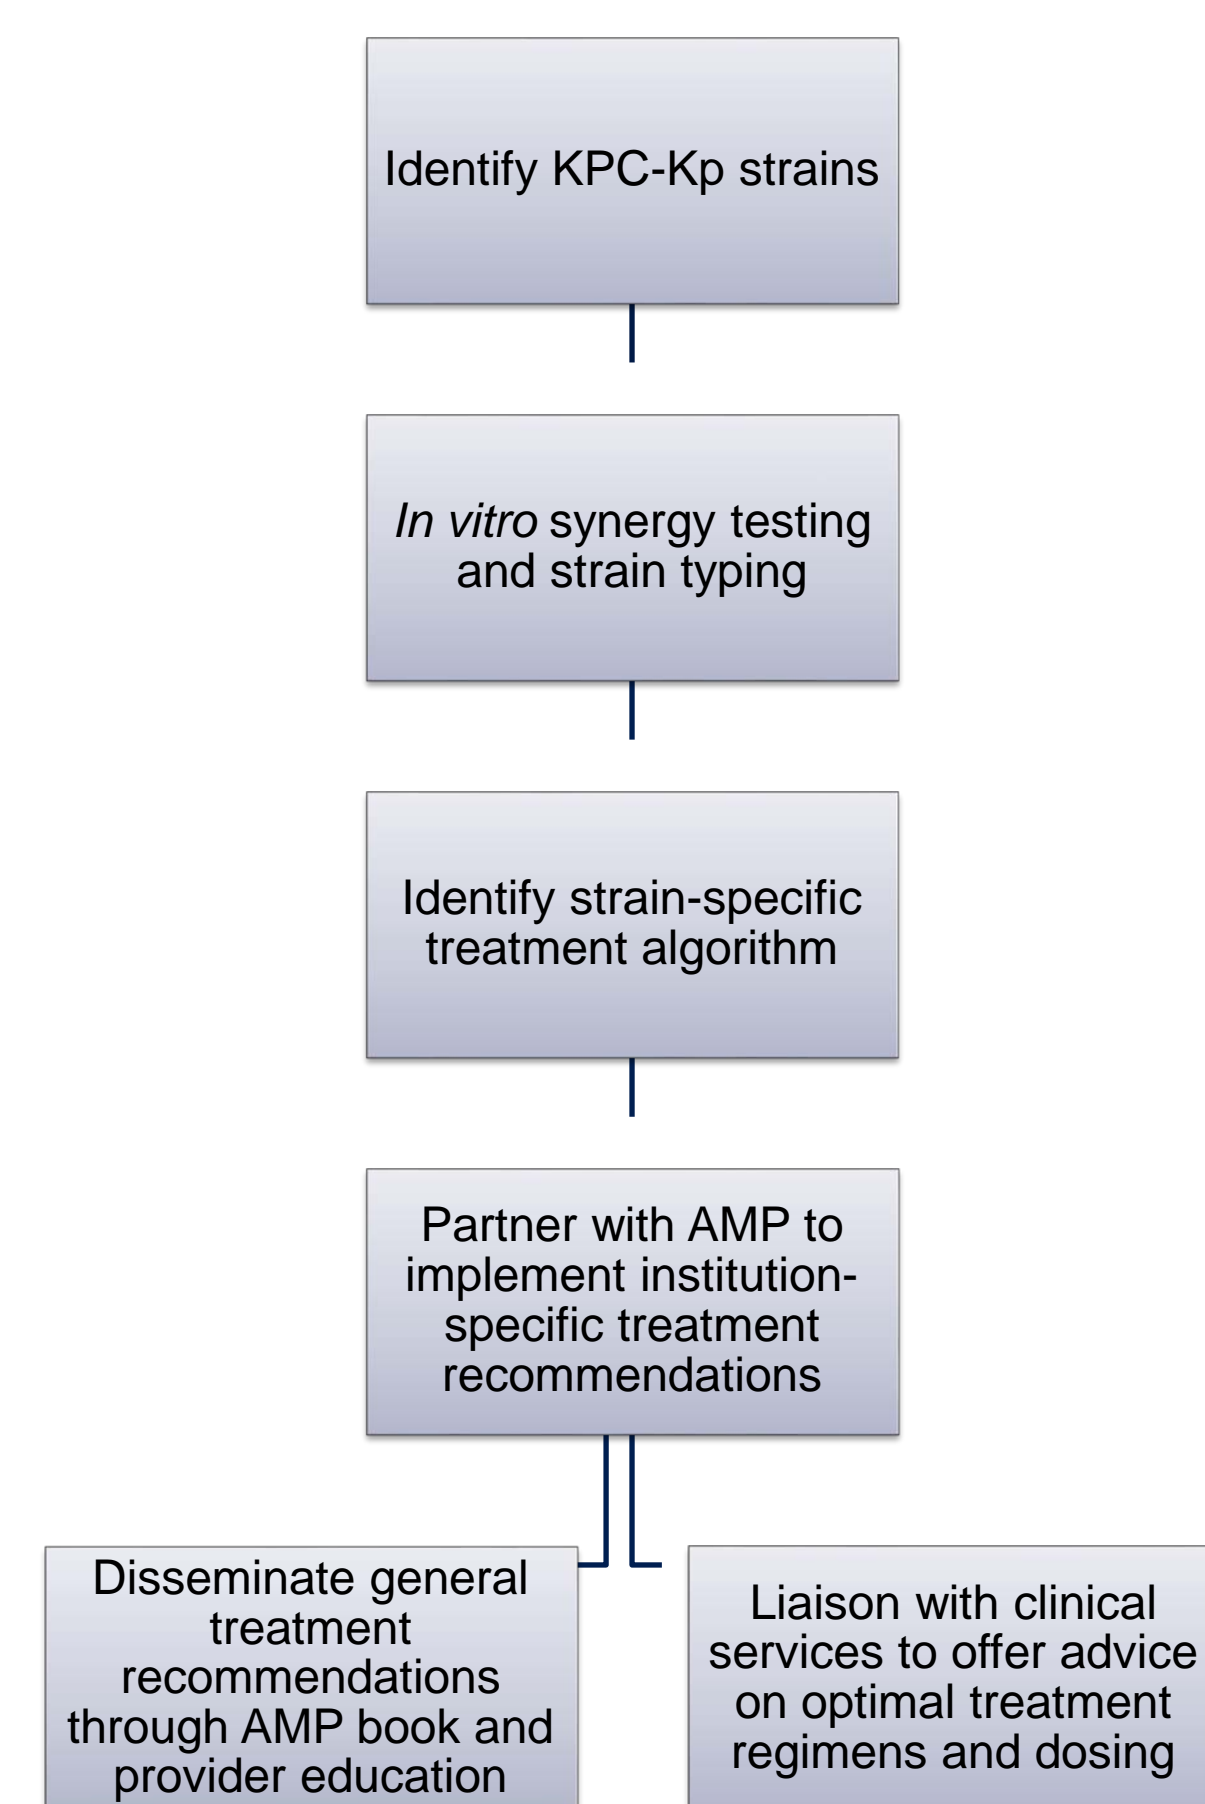 Identify KPC-Kp strains
In vitro synergy testing
and strain typing
Identify strain-specific
treatment algorithm
Partner with AMP to
implement institution-
specific treatment
recommendations
Disseminate general
treatment
recommendations
through AMP book and
provider education
Liaison with clinical
services to offer advice
on optimal treatment
regimens and dosing